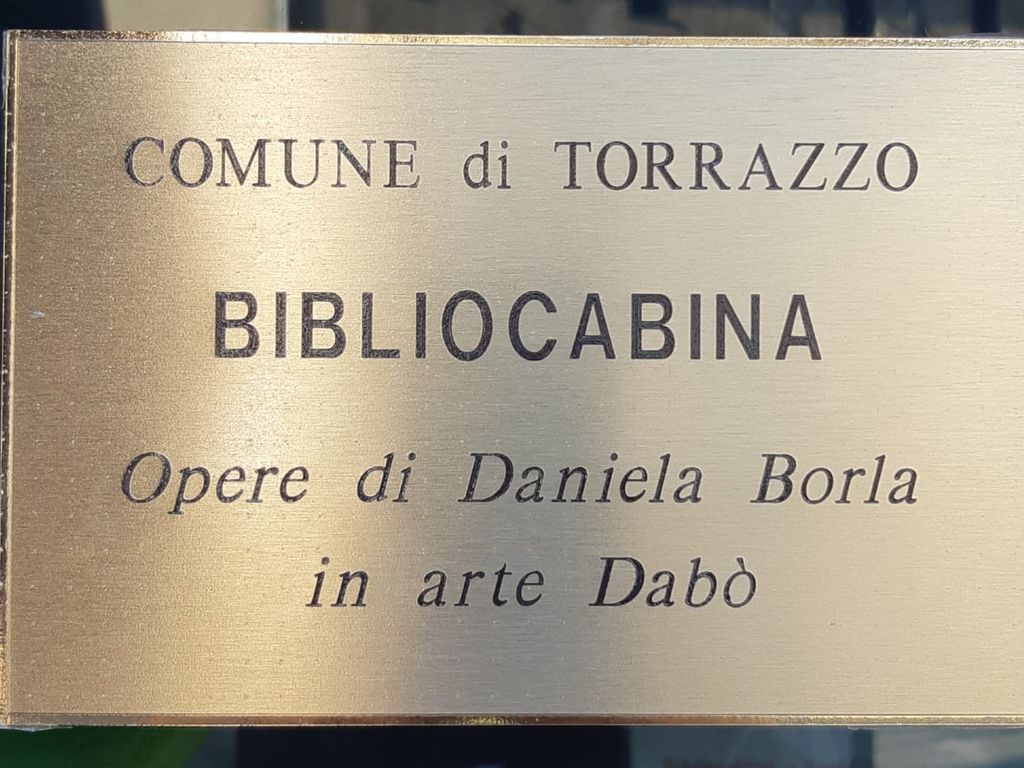 COMUNE di TORRAZZO
BIBLIOCABINA
Opere di Daniela Borla
in arte Dabò